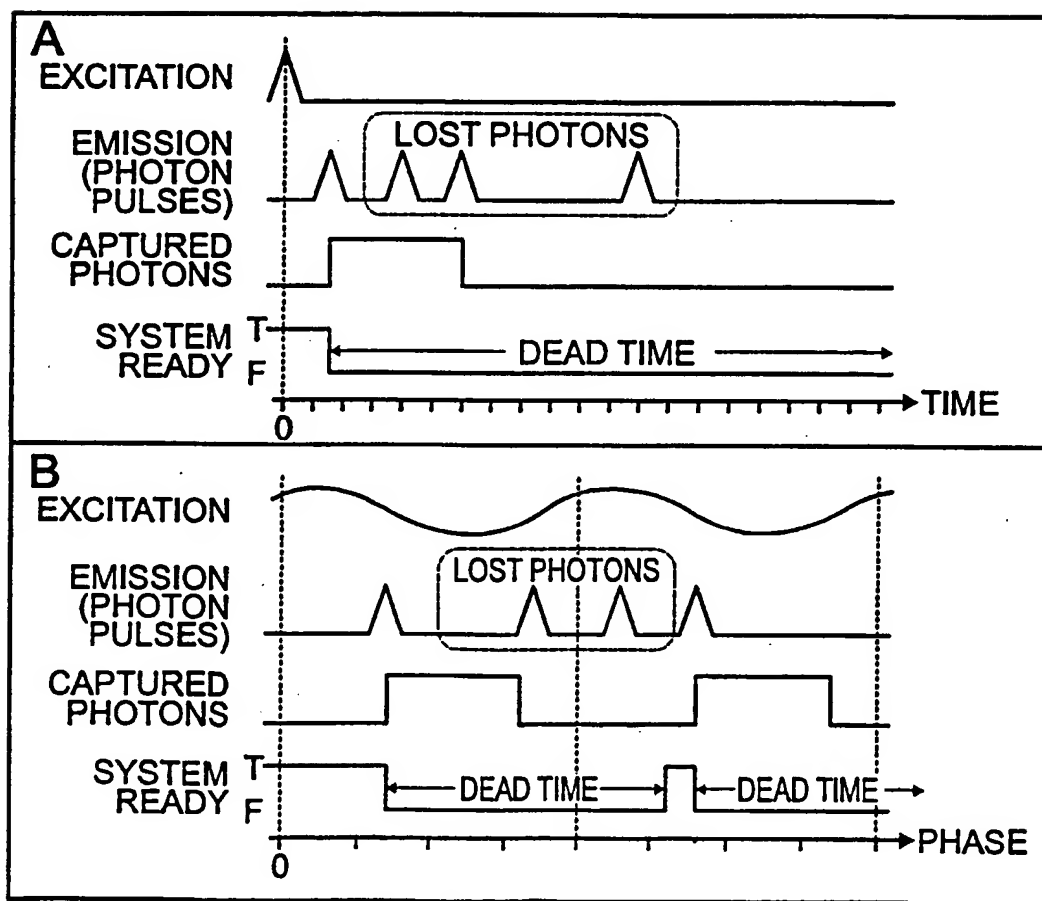 A
EXCITATION
LOST PHOTONS
EMISSION
(PHOTON
PULSES)
CAPTURED
PHOTONS
SYSTEM
READY
T
F
DEAD TIME
TIME
0
B
EXCITATION
LOST PHOTONS
EMISSION
(PHOTON
PULSES)
CAPTURED
PHOTONS
SYSTEM
READY
T
F
DEAD TIME
DEAD TIME
PHASE
0